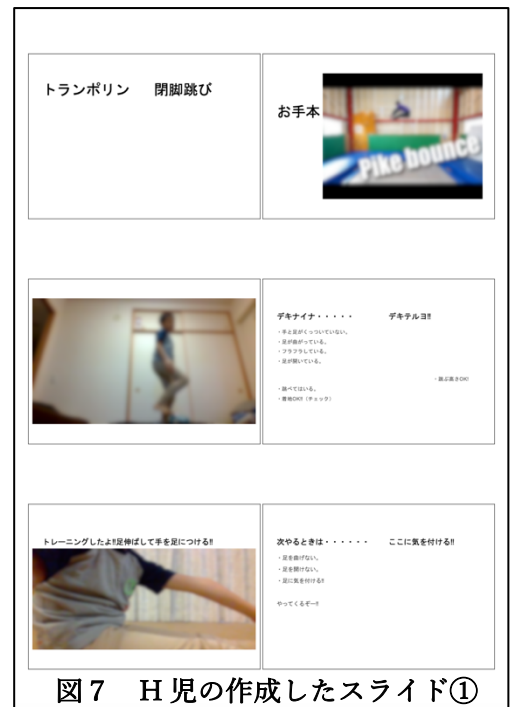 トランポリン　　閉脚跳び
お手本
Pike bounce
デキナイナ・・・・・　　　デキテルヨ‼
・手と足がくっついていない。
・足が曲がっている。
・フラフラしている。
・足が開いている。
・跳ぶ高さOK!
・跳べてはいる。
・着地OK‼（チェック）
トレーニングしたよ‼足伸ばして手を足につける‼
次やるときは・・・・・・　　ここに気を付ける‼
・足を曲げない。
・足を開けない。
・足に気を付ける‼
やってくるぞー‼
図７　Ｈ児の作成したスライド①